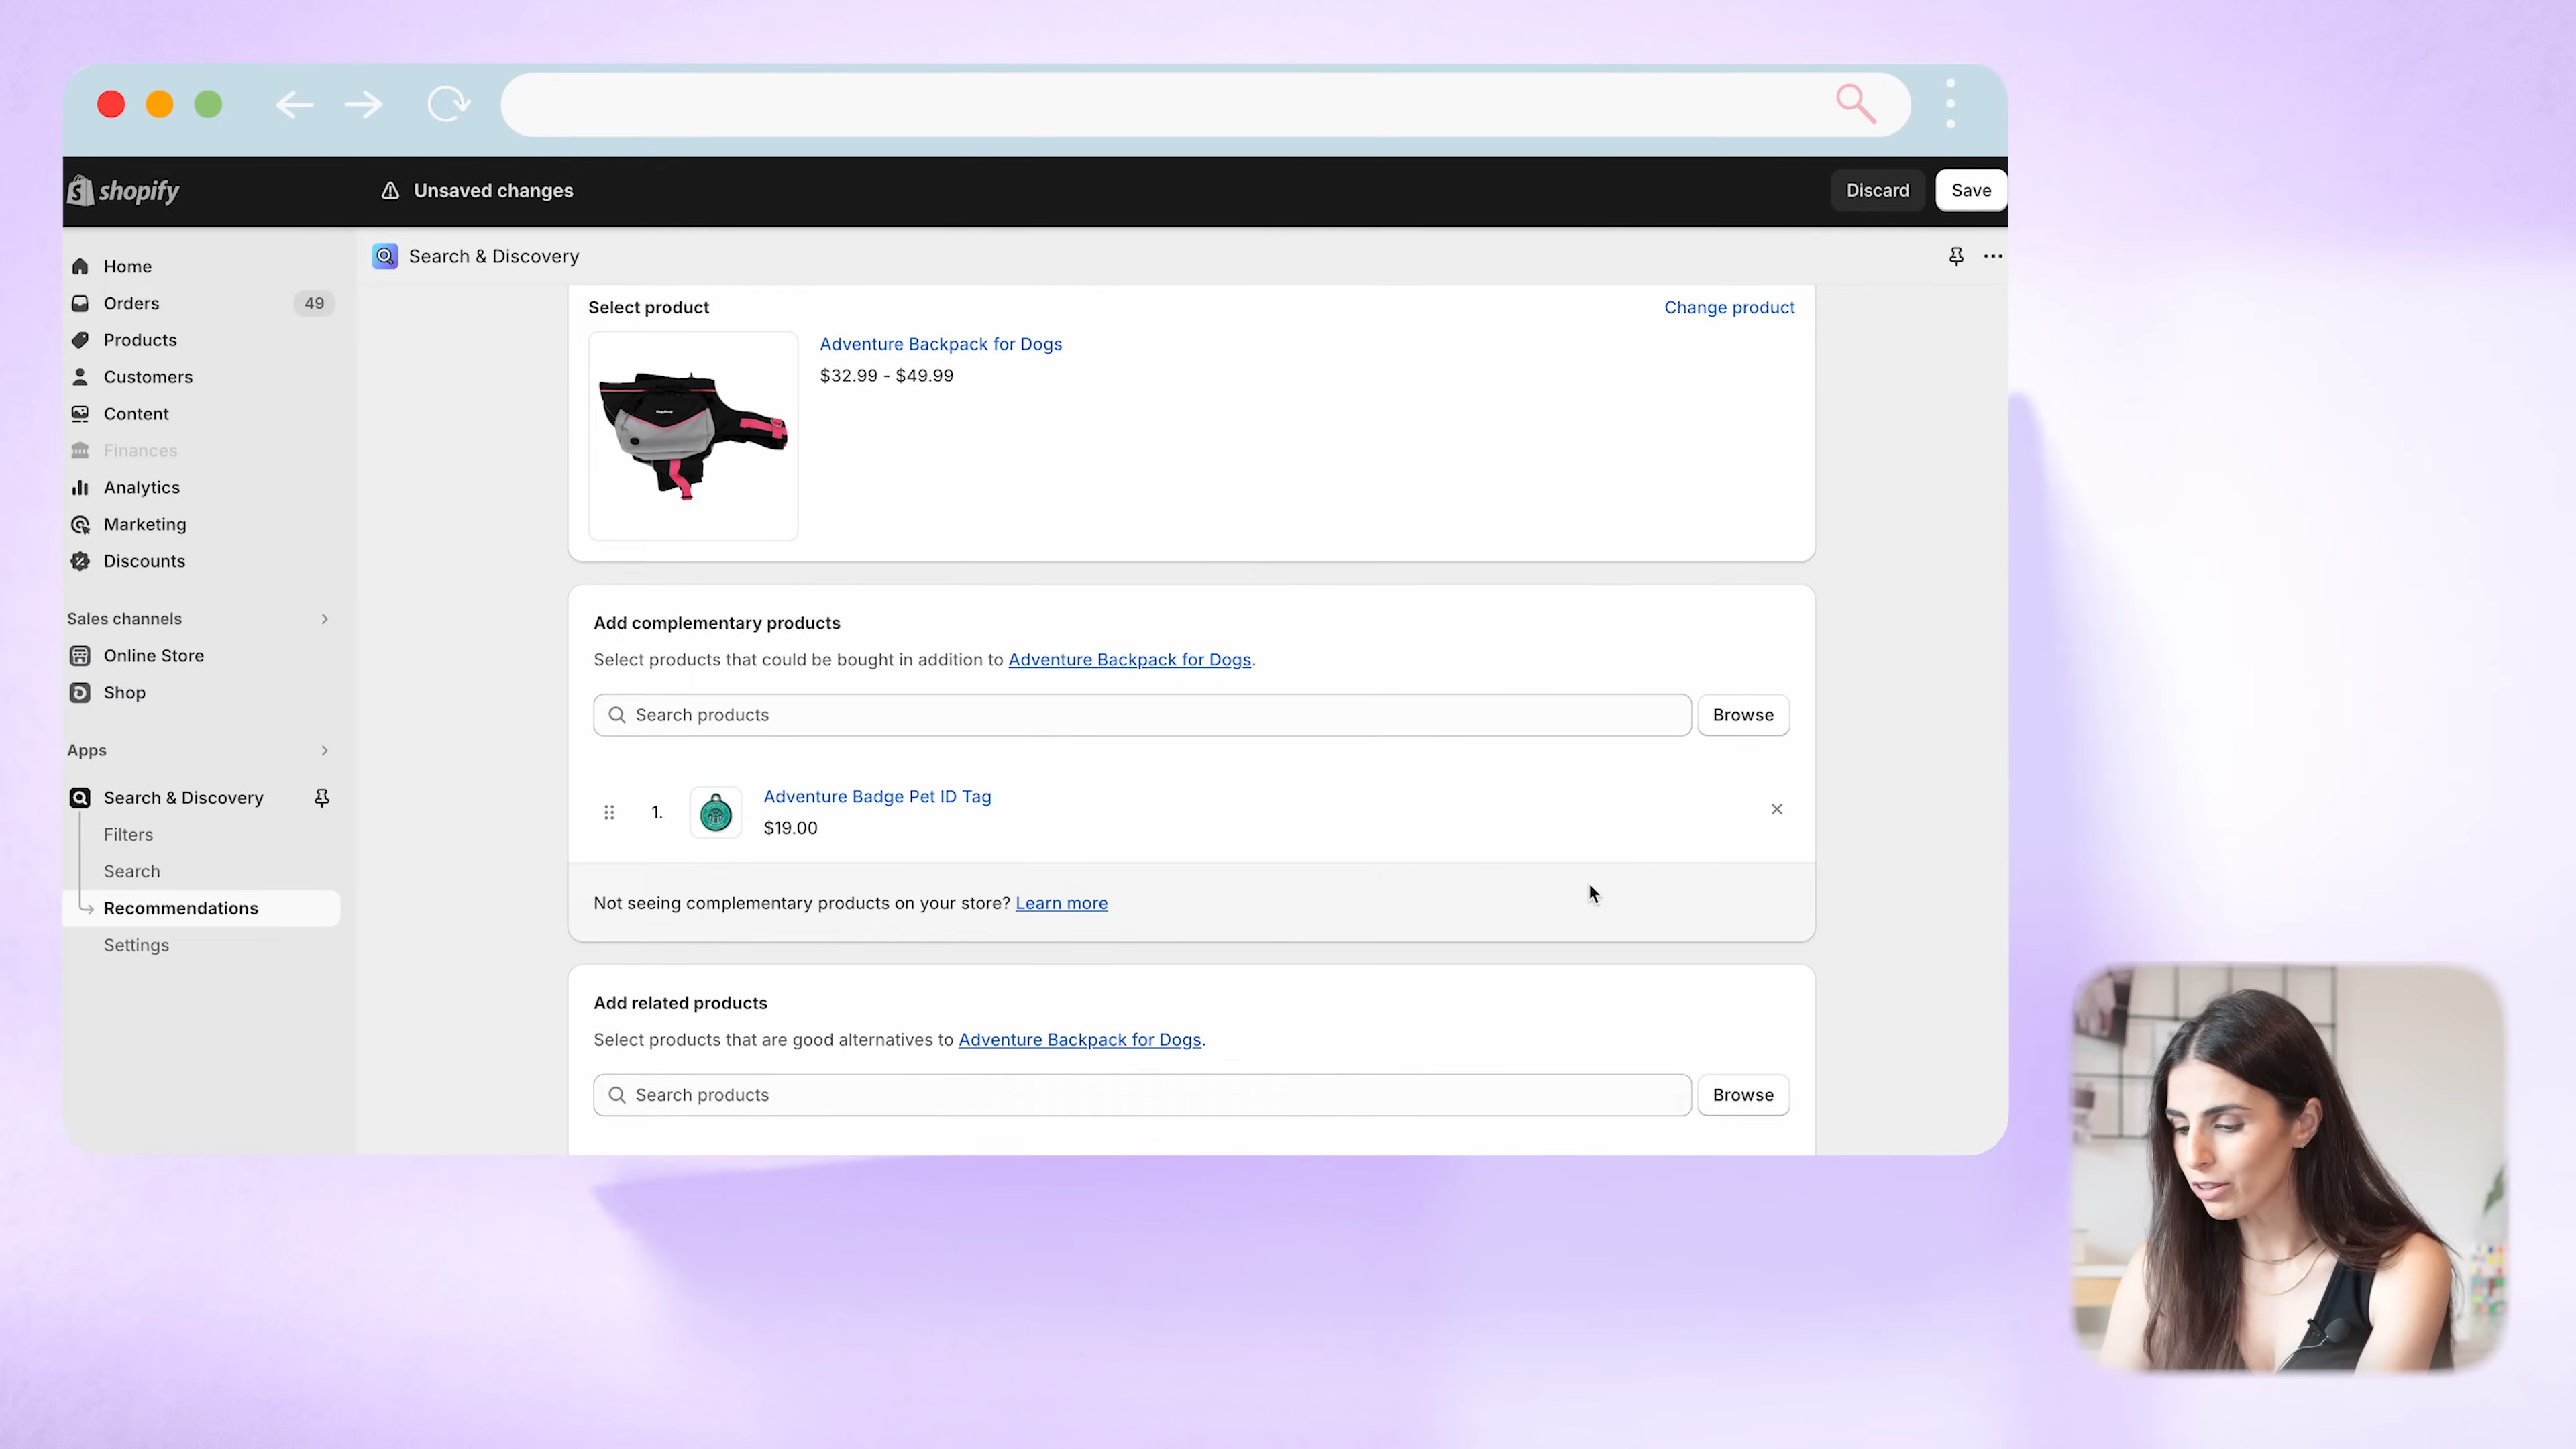 shopify
Unsaved changes
Discard
Save
Home
Orders
49
Products
Customers
Content
Finances
Analytics
Marketing
Discounts
Sales channels
Online Store
Shop
Apps
Search & Discovery
Filters
Search
Recommendations
Settings
Search & Discovery
Select product
Change product
Adventure Backpack for Dogs
$32.99 - $49.99
Add complementary products
Select products that could be bought in addition to Adventure Backpack for Dogs.
Search products
Browse
1.
Adventure Badge Pet ID Tag
$19.00
Not seeing complementary products on your store? Learn more
Add related products
Select products that are good alternatives to Adventure Backpack for Dogs.
Search products
Browse